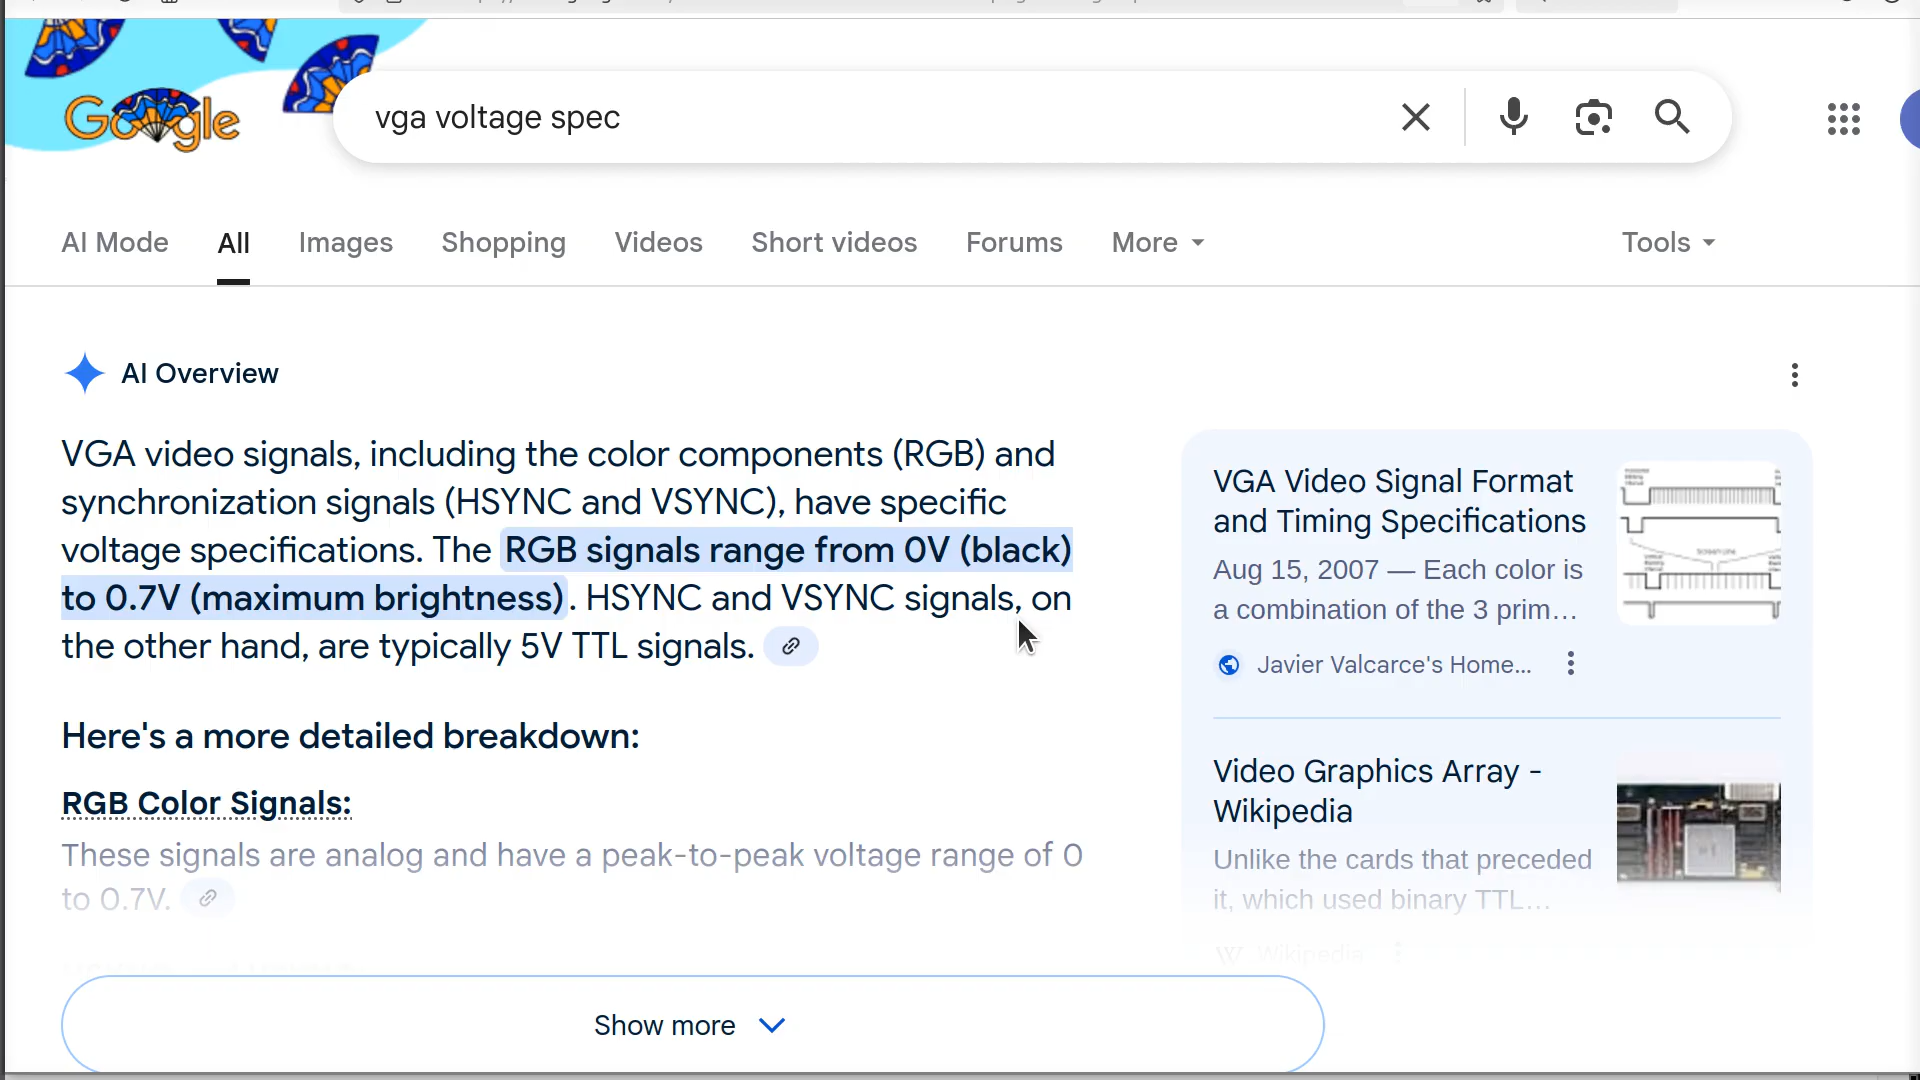 Google
vga voltage spec
AI Mode
All
Images
Shopping
Videos
Short videos
Forums
More
Tools
AI Overview
VGA video signals, including the color components (RGB) and
synchronization signals (HSYNC and VSYNC), have specific
voltage specifications. The RGB signals range from 0V (black)
to 0.7V (maximum brightness). HSYNC and VSYNC signals, on
the other hand, are typically 5V TTL signals.
Here's a more detailed breakdown:
RGB Color Signals:
These signals are analog and have a peak-to-peak voltage range of 0
to 0.7V.
Show more
VGA Video Signal Format
and Timing Specifications
Aug 15, 2007 — Each color is
a combination of the 3 prim...
Javier Valcarce's Home...
Video Graphics Array -
Wikipedia
Unlike the cards that preceded
it, which used binary TTL...
Wikipedia